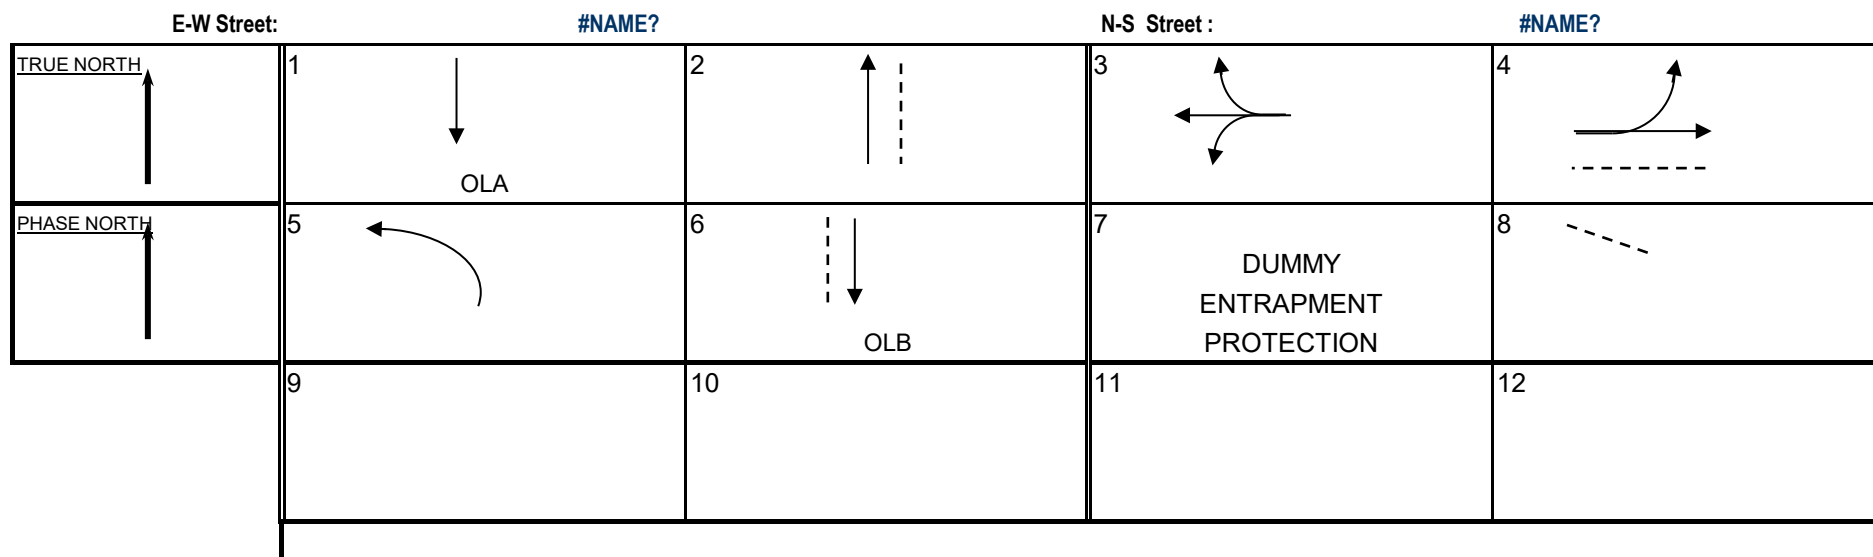 E-W Street: #NAME? N-S Street : #NAME?
TRUE NORTH 1 2 3 4
OLA
PHASE NORTH 5 6 7 8
DUMMY
ENTRAPMENT
OLB PROTECTION
9 10 11 12